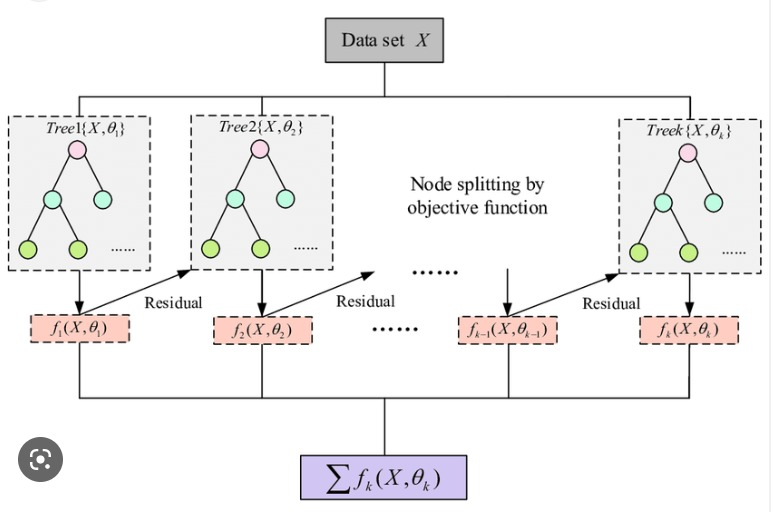 Data set X
Tree1{X,θ₁}
Tree2{X,θ₂}
Treek{X,θₖ}
Node splitting by
objective function
......
......
......
......
Residual
Residual
Residual
f₁(X,θ₁)
f₂(X,θ₂)
......
fₖ₋₁(X,θₖ₋₁)
fₖ(X,θₖ)
∑fₖ(X,θₖ)